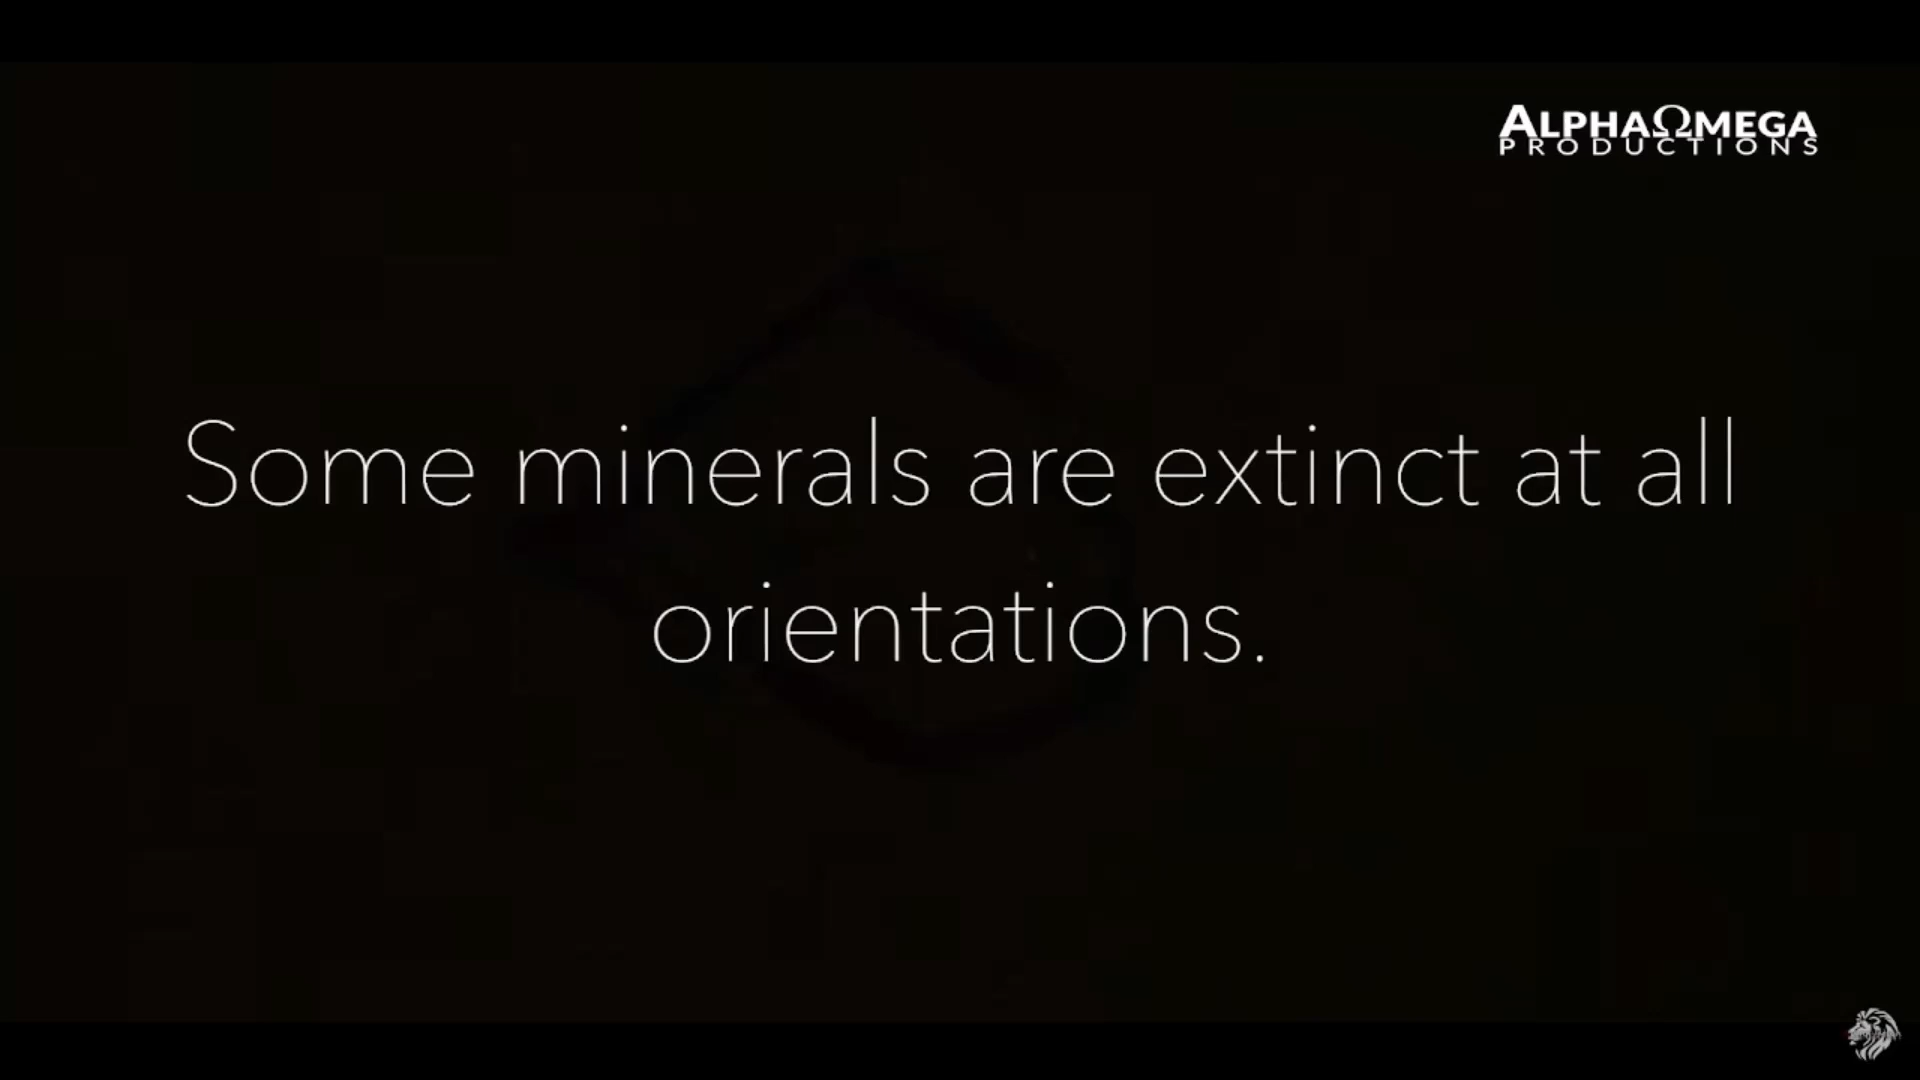 ALPHAΩMEGA
PRODUCTIONS
Some minerals are extinct at all
orientations.